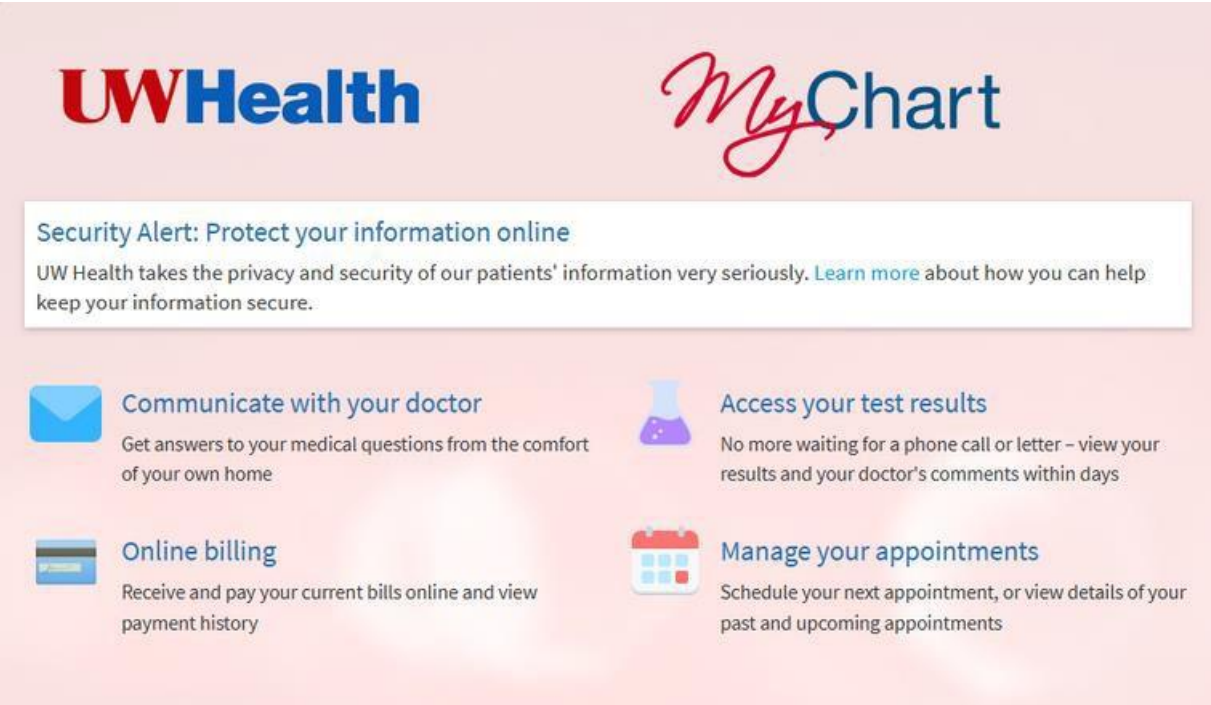 UWHealth
MyChart
Security Alert: Protect your information online
UW Health takes the privacy and security of our patients' information very seriously. Learn more about how you can help
keep your information secure.
Communicate with your doctor
Get answers to your medical questions from the comfort
of your own home
Access your test results
No more waiting for a phone call or letter – view your
results and your doctor's comments within days
Online billing
Receive and pay your current bills online and view
payment history
Manage your appointments
Schedule your next appointment, or view details of your
past and upcoming appointments